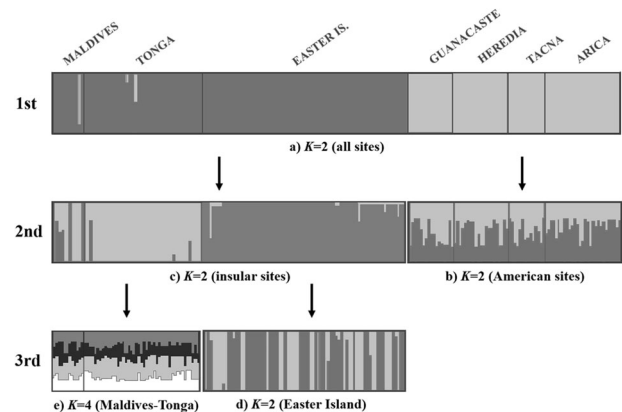 MALDIVES TONGA EASTER IS. GUANACASTE HEREDIA TACNA ARICA
1st
a) K=2 (all sites)
2nd
c) K=2 (insular sites) b) K=2 (American sites)
3rd
e) K=4 (Maldives-Tonga) d) K=2 (Easter Island)